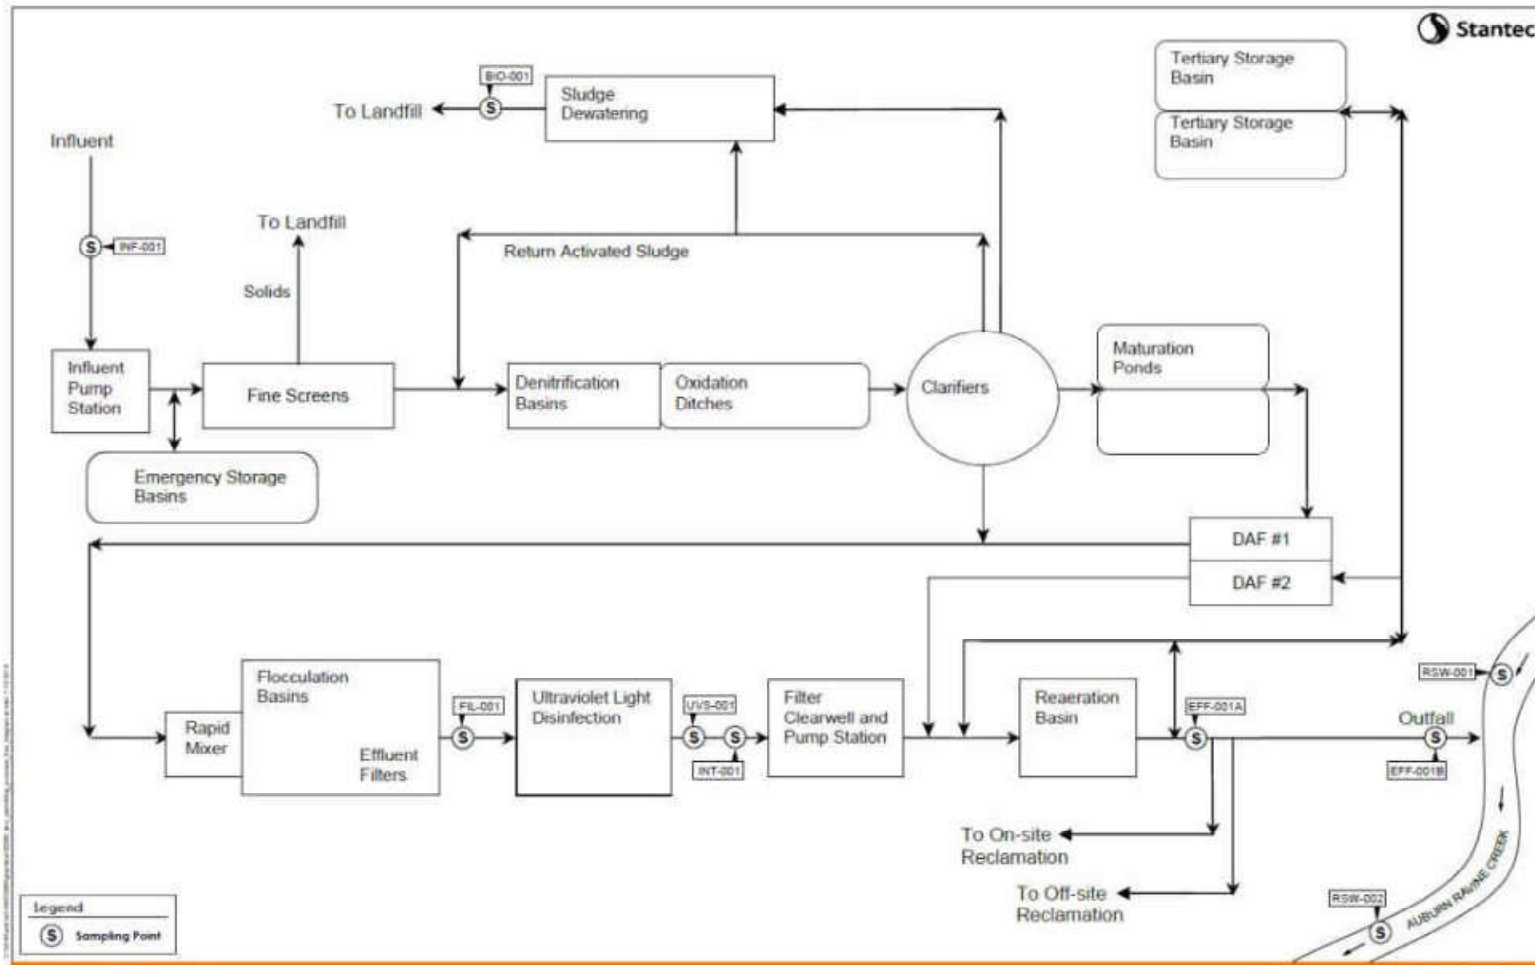 Stantec
Tertiary Storage
Basin
Tertiary Storage
Basin
BIO-001
Sludge
Dewatering
To Landfill
Influent
INF-001
To Landfill
Solids
Return Activated Sludge
Influent
Pump
Station
Fine Screens
Denitrification
Basins
Oxidation
Ditches
Clarifiers
Maturation
Ponds
Emergency Storage
Basins
DAF #1
DAF #2
Rapid
Mixer
Flocculation
Basins
Effluent
Filters
FIL-001
Ultraviolet Light
Disinfection
UVS-001
INT-001
Filter
Clearwell and
Pump Station
Reaeration
Basin
EFF-001A
RSW-001
Outfall
EFF-001B
To On-site
Reclamation
To Off-site
Reclamation
RSW-002
AUBURN RAVINE CREEK
Legend
S Sampling Point